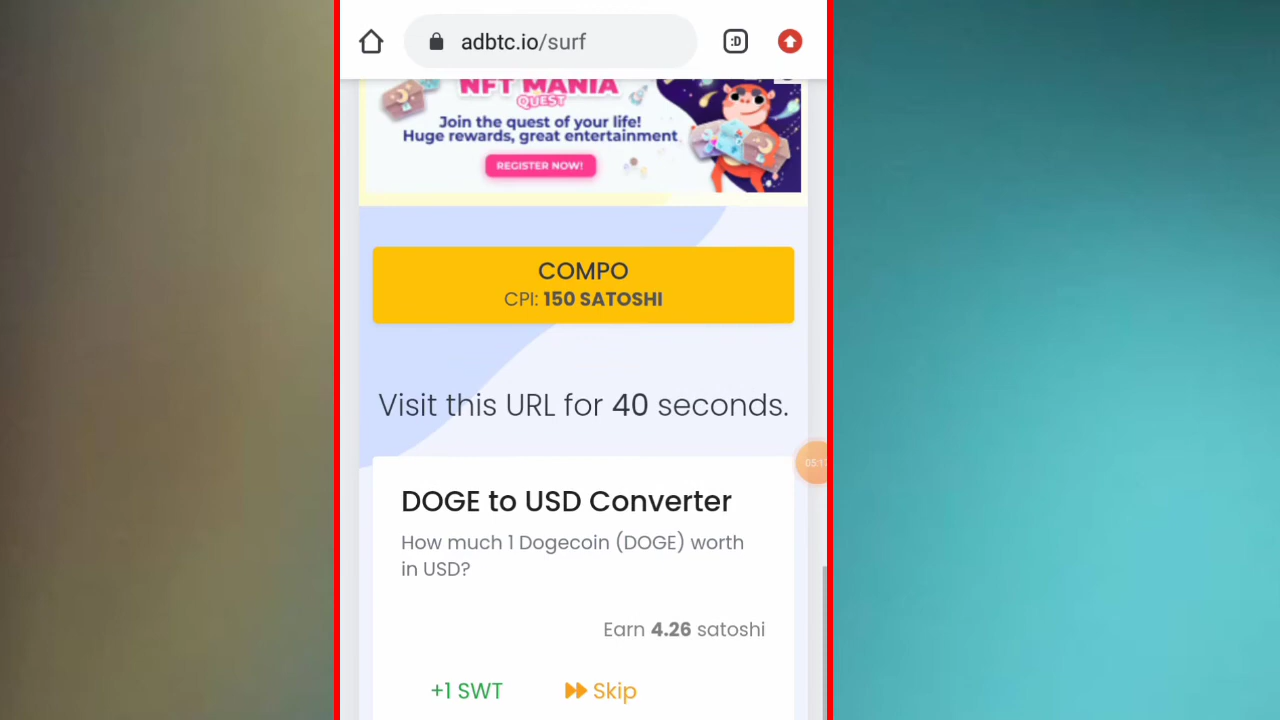 adbtc.io/surf
:D
NFT MANIA
QUEST
Join the quest of your life!
Huge rewards, great entertainment
REGISTER NOW!
COMPO
CPI: 150 SATOSHI
Visit this URL for 40 seconds.
DOGE to USD Converter
How much 1 Dogecoin (DOGE) worth
in USD?
Earn 4.26 satoshi
+1 SWT
Skip